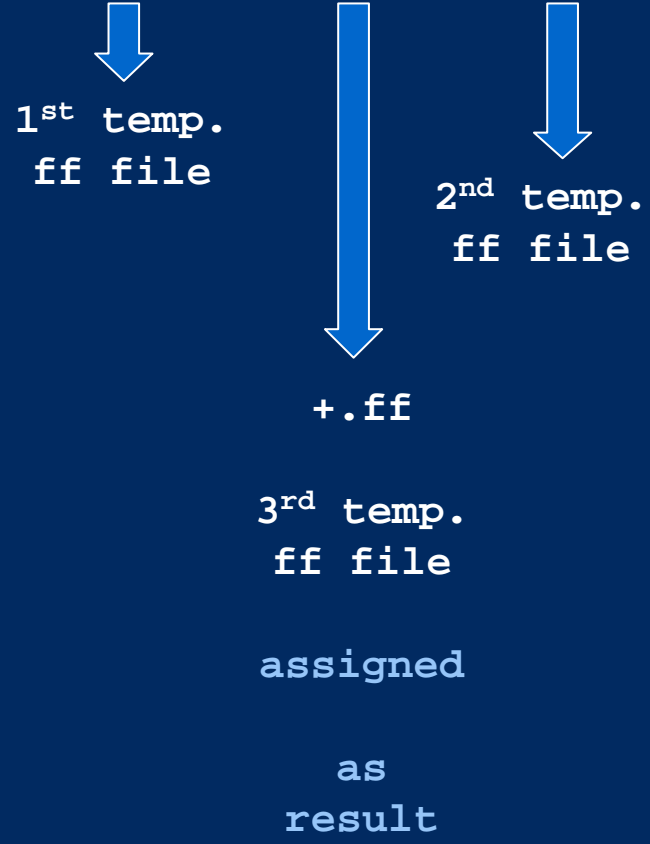 1st temp.
ff file
2nd temp.
ff file
+.ff
3rd temp.
ff file
assigned
as
result